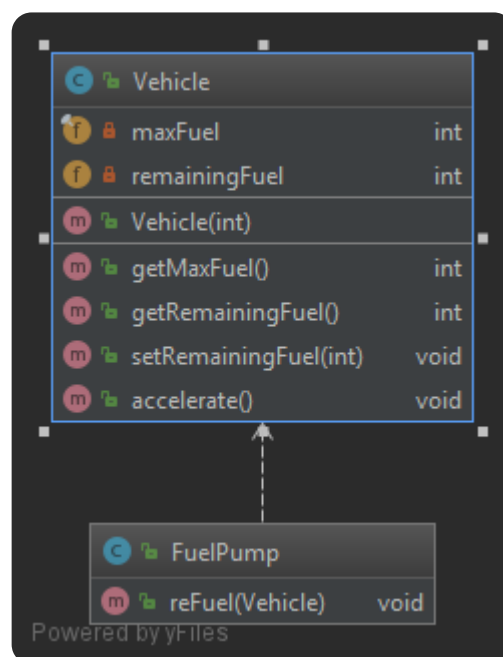 C Vehicle
f maxFuel int
f remainingFuel int
m Vehicle(int)
m getMaxFuel() int
m getRemainingFuel() int
m setRemainingFuel(int) void
m accelerate() void
C FuelPump
m reFuel(Vehicle) void
Powered by yFiles